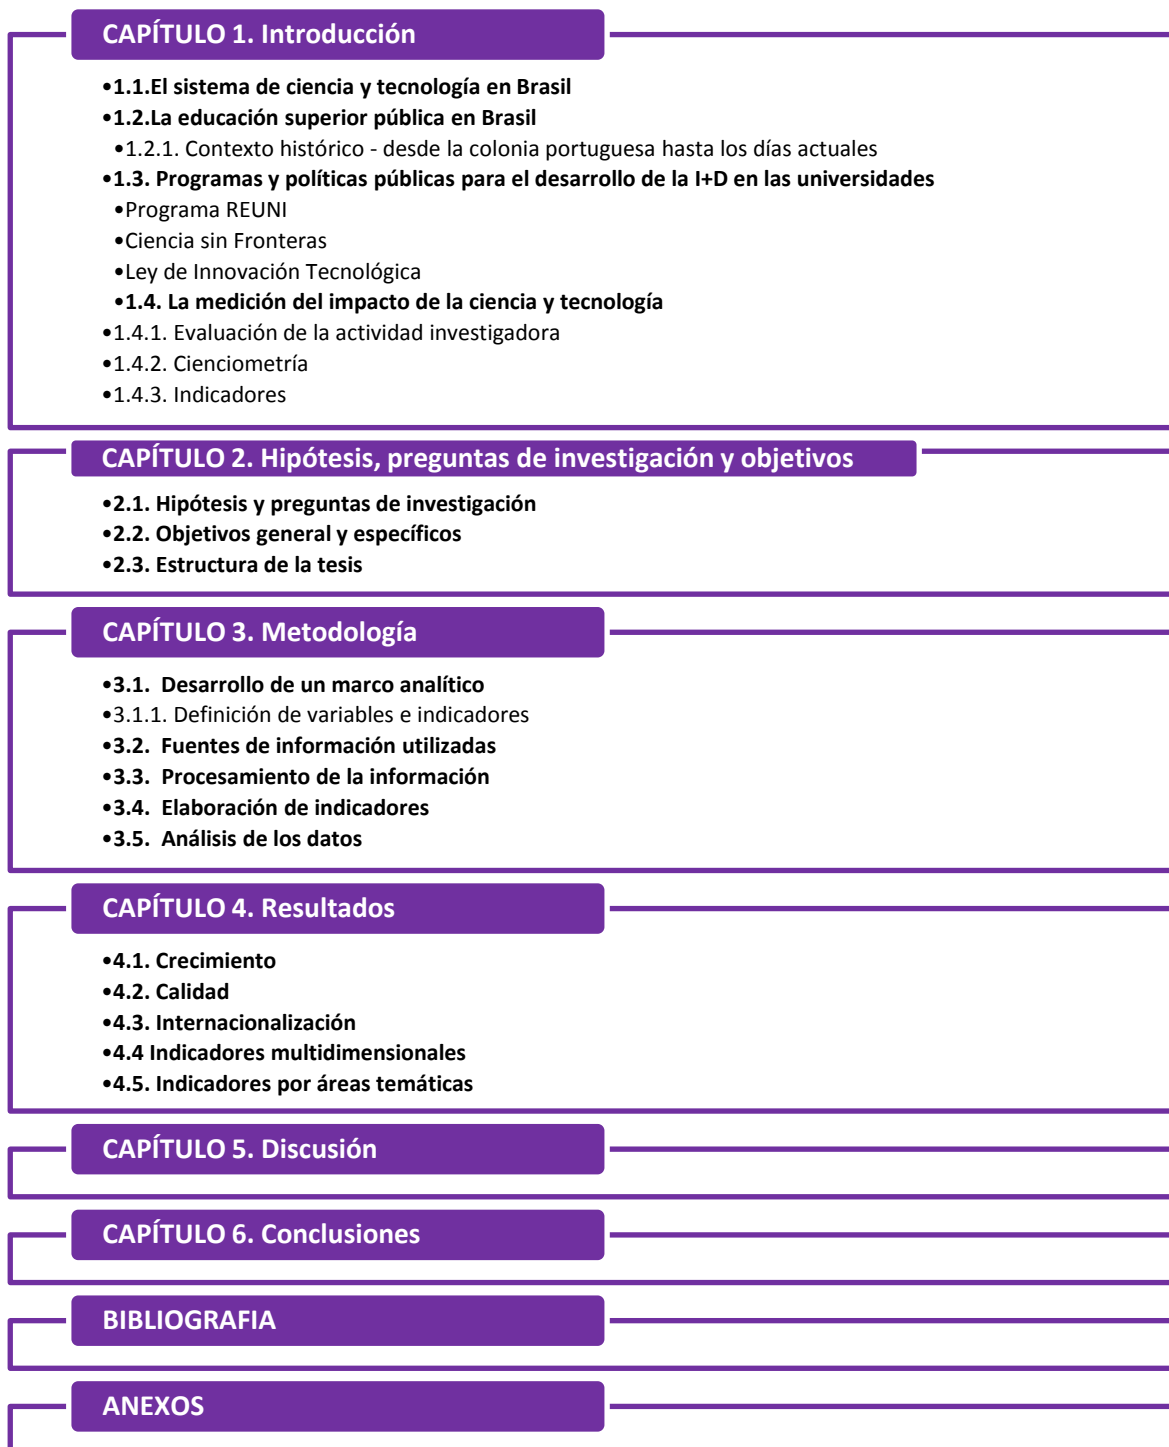 CAPÍTULO 1. Introducción
•1.1.El sistema de ciencia y tecnología en Brasil
•1.2.La educación superior pública en Brasil
•1.2.1. Contexto histórico - desde la colonia portuguesa hasta los días actuales
•1.3. Programas y políticas públicas para el desarrollo de la I+D en las universidades
•Programa REUNI
•Ciencia sin Fronteras
•Ley de Innovación Tecnológica
•1.4. La medición del impacto de la ciencia y tecnología
•1.4.1. Evaluación de la actividad investigadora
•1.4.2. Cienciometría
•1.4.3. Indicadores
CAPÍTULO 2. Hipótesis, preguntas de investigación y objetivos
•2.1. Hipótesis y preguntas de investigación
•2.2. Objetivos general y específicos
•2.3. Estructura de la tesis
CAPÍTULO 3. Metodología
•3.1. Desarrollo de un marco analítico
•3.1.1. Definición de variables e indicadores
•3.2. Fuentes de información utilizadas
•3.3. Procesamiento de la información
•3.4. Elaboración de indicadores
•3.5. Análisis de los datos
CAPÍTULO 4. Resultados
•4.1. Crecimiento
•4.2. Calidad
•4.3. Internacionalización
•4.4 Indicadores multidimensionales
•4.5. Indicadores por áreas temáticas
CAPÍTULO 5. Discusión
CAPÍTULO 6. Conclusiones
BIBLIOGRAFIA
ANEXOS